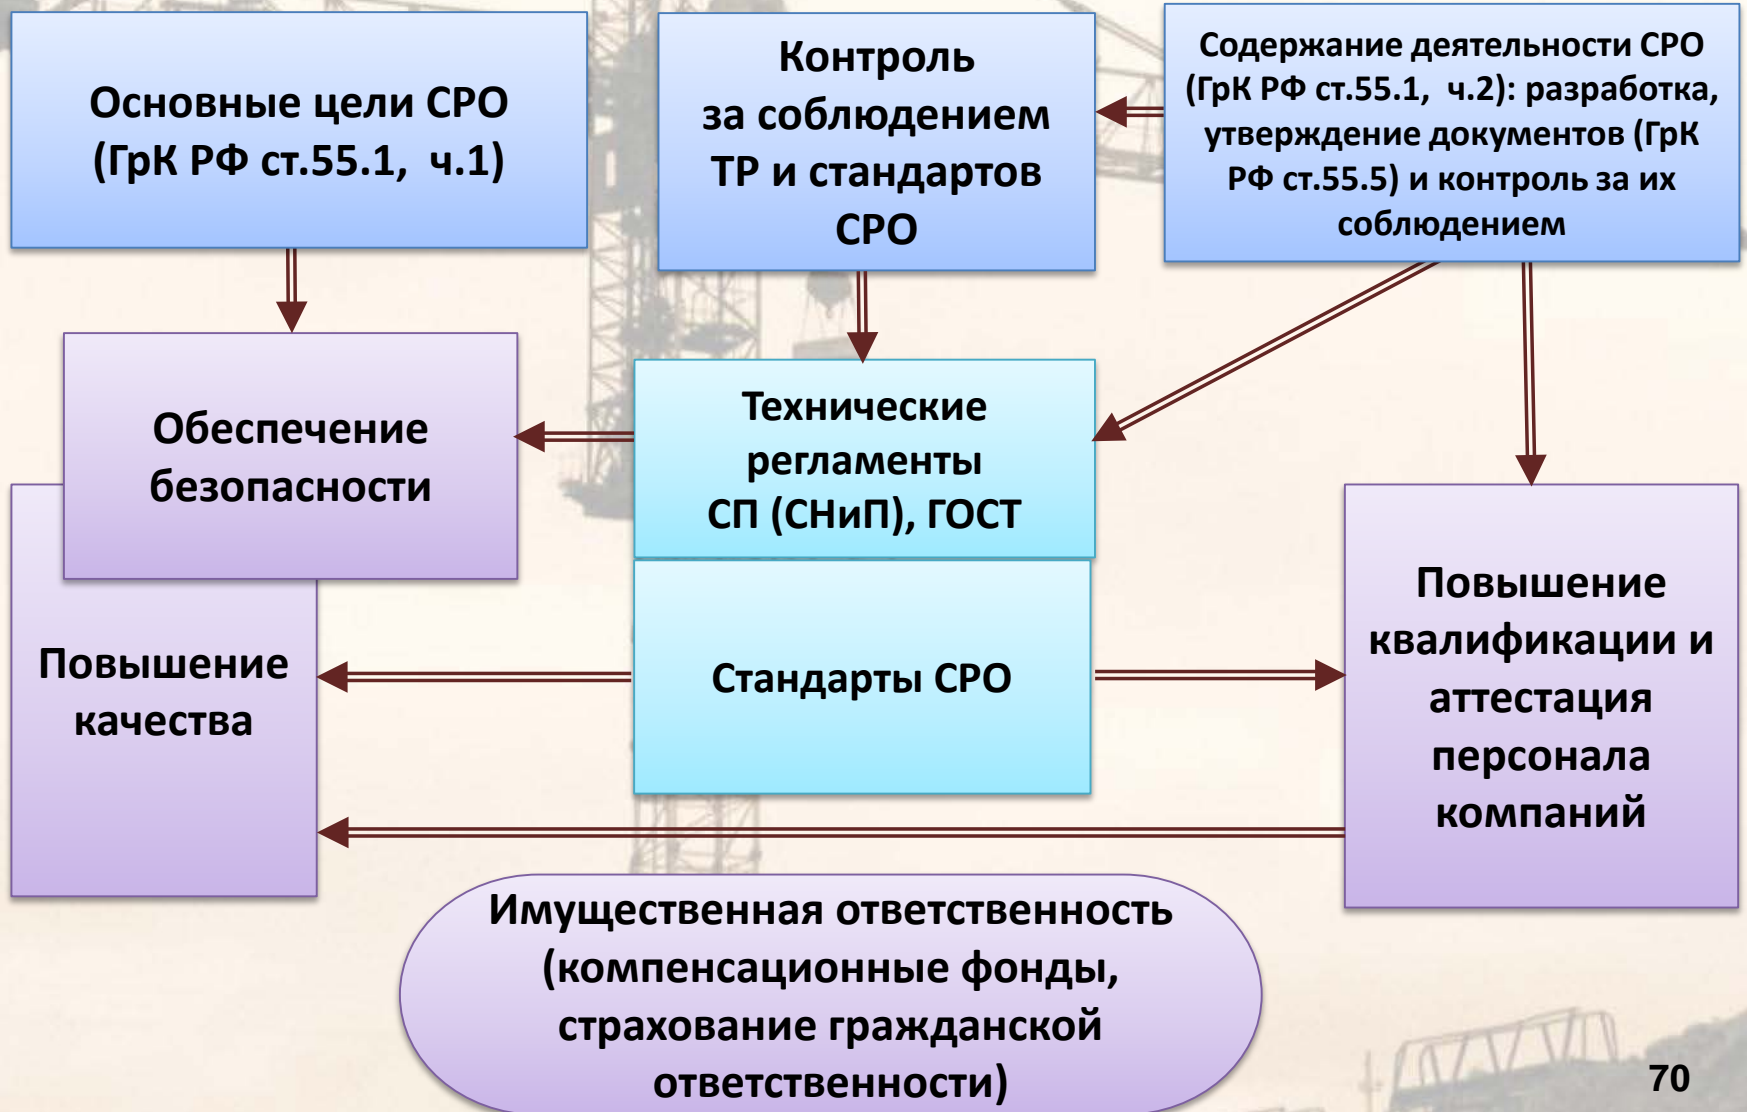 Основные цели СРО
(ГрК РФ ст.55.1, ч.1)
Контроль
за соблюдением
ТР и стандартов
СРО
Содержание деятельности СРО
(ГрК РФ ст.55.1, ч.2): разработка,
утверждение документов (ГрК
РФ ст.55.5) и контроль за их
соблюдением
Обеспечение
безопасности
Технические
регламенты
СП (СНиП), ГОСТ
Повышение
качества
Стандарты СРО
Повышение
квалификации и
аттестация
персонала
компаний
Имущественная ответственность
(компенсационные фонды,
страхование гражданской
ответственности)
70